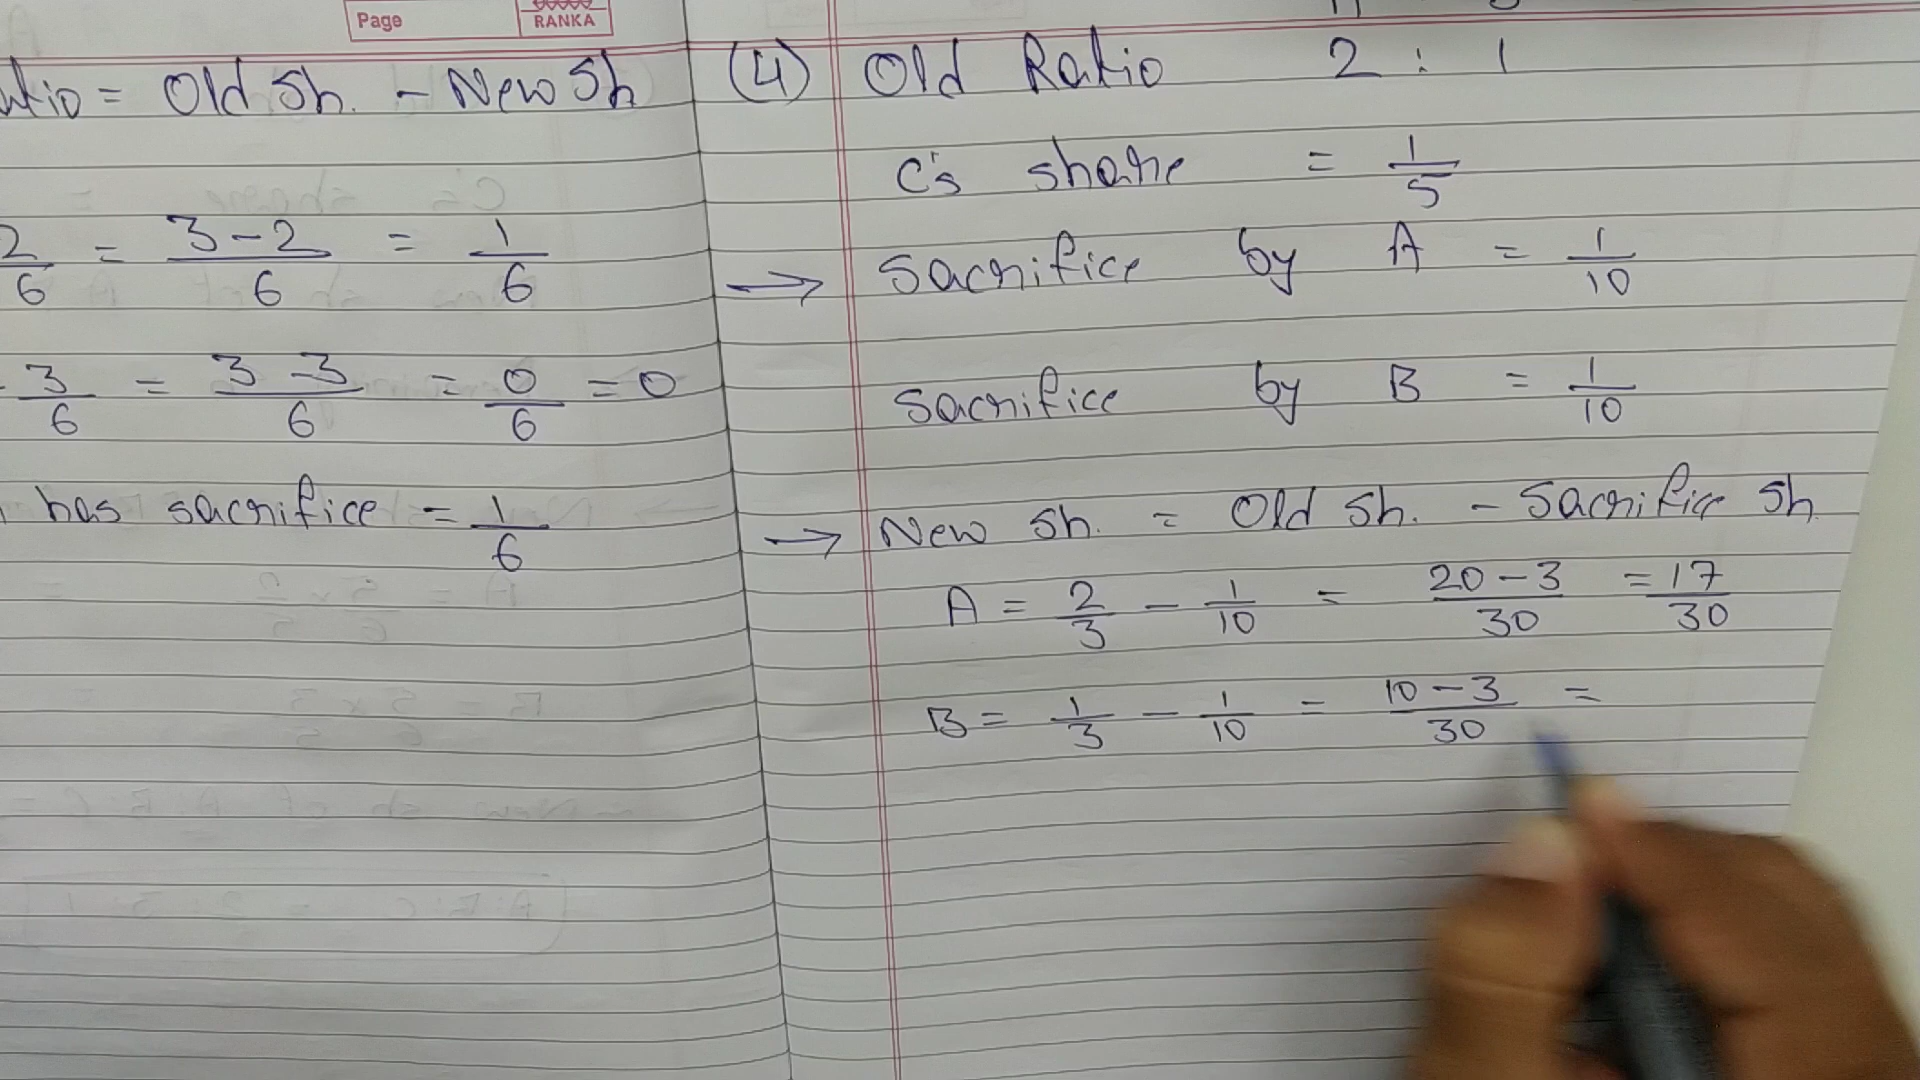 Page
RANKA
= Old Sh. - New Sh
2/6 = 3-2/6 = 1/6
- 3/6 = 3-3/6 = 0/6 = 0
has sacrifice = 1/6
(4) Old Ratio 2 : 1
C's share = 1/5
→ Sacrifice by A = 1/10
Sacrifice by B = 1/10
→ New Sh. = Old Sh. - Sacrifice Sh
A = 2/3 - 1/10 = 20-3/30 = 17/30
B = 1/3 - 1/10 = 10-3/30 =